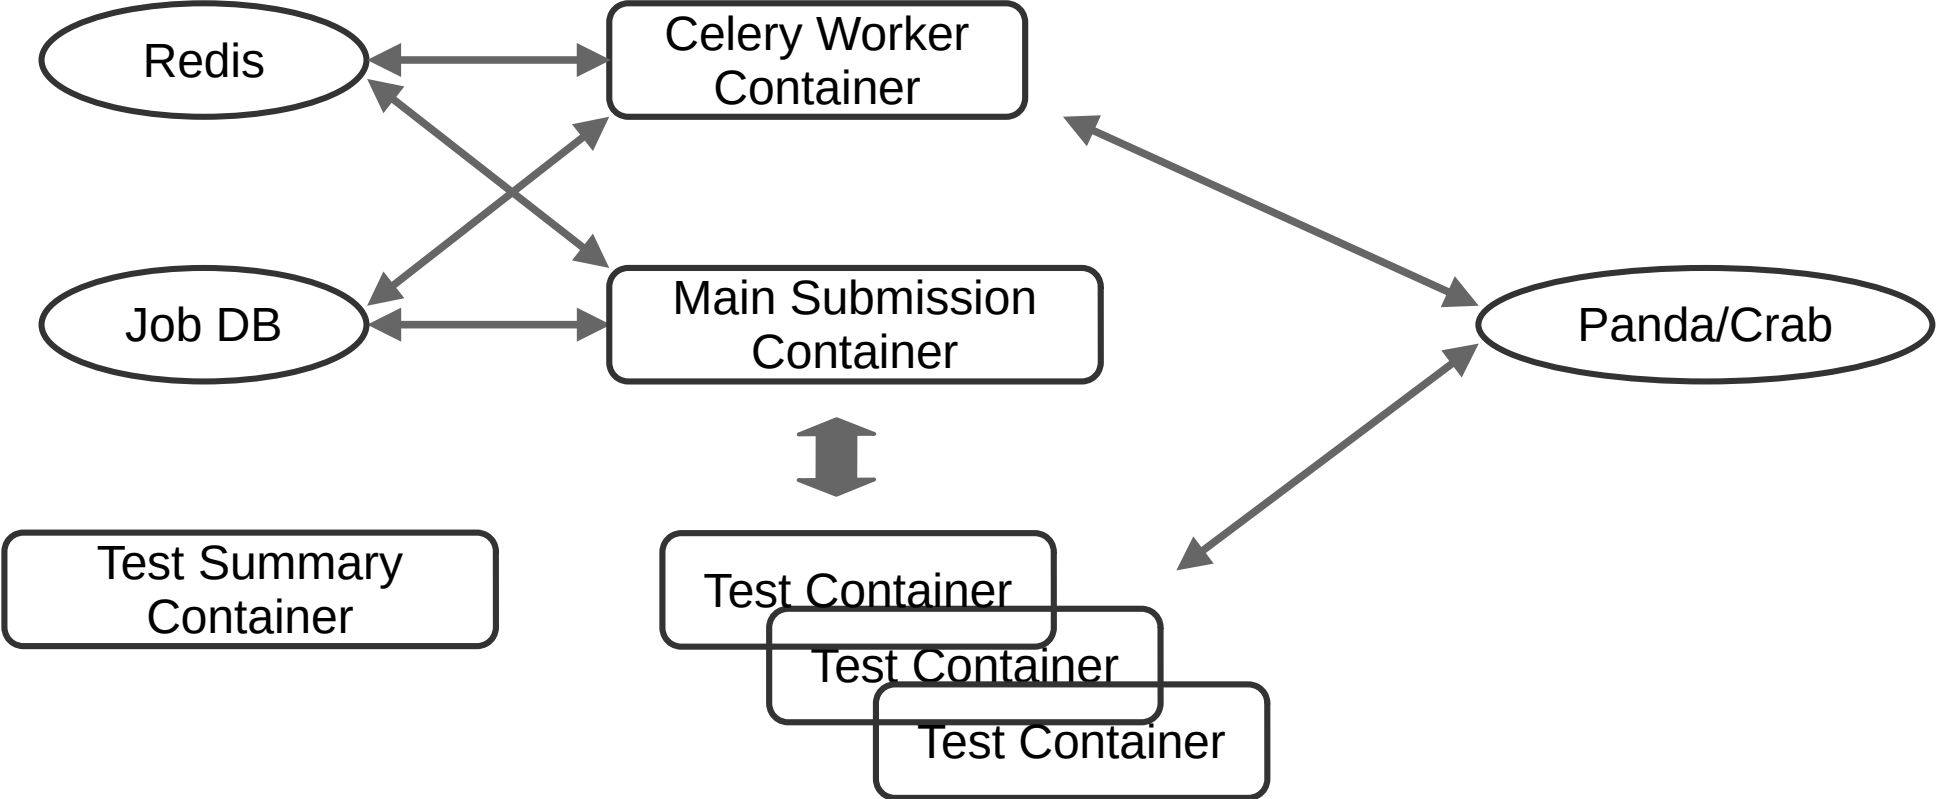 Redis
Celery Worker
Container
Job DB
Main Submission
Container
Panda/Crab
Test Summary
Container
Test Container
Test Container
Test Container